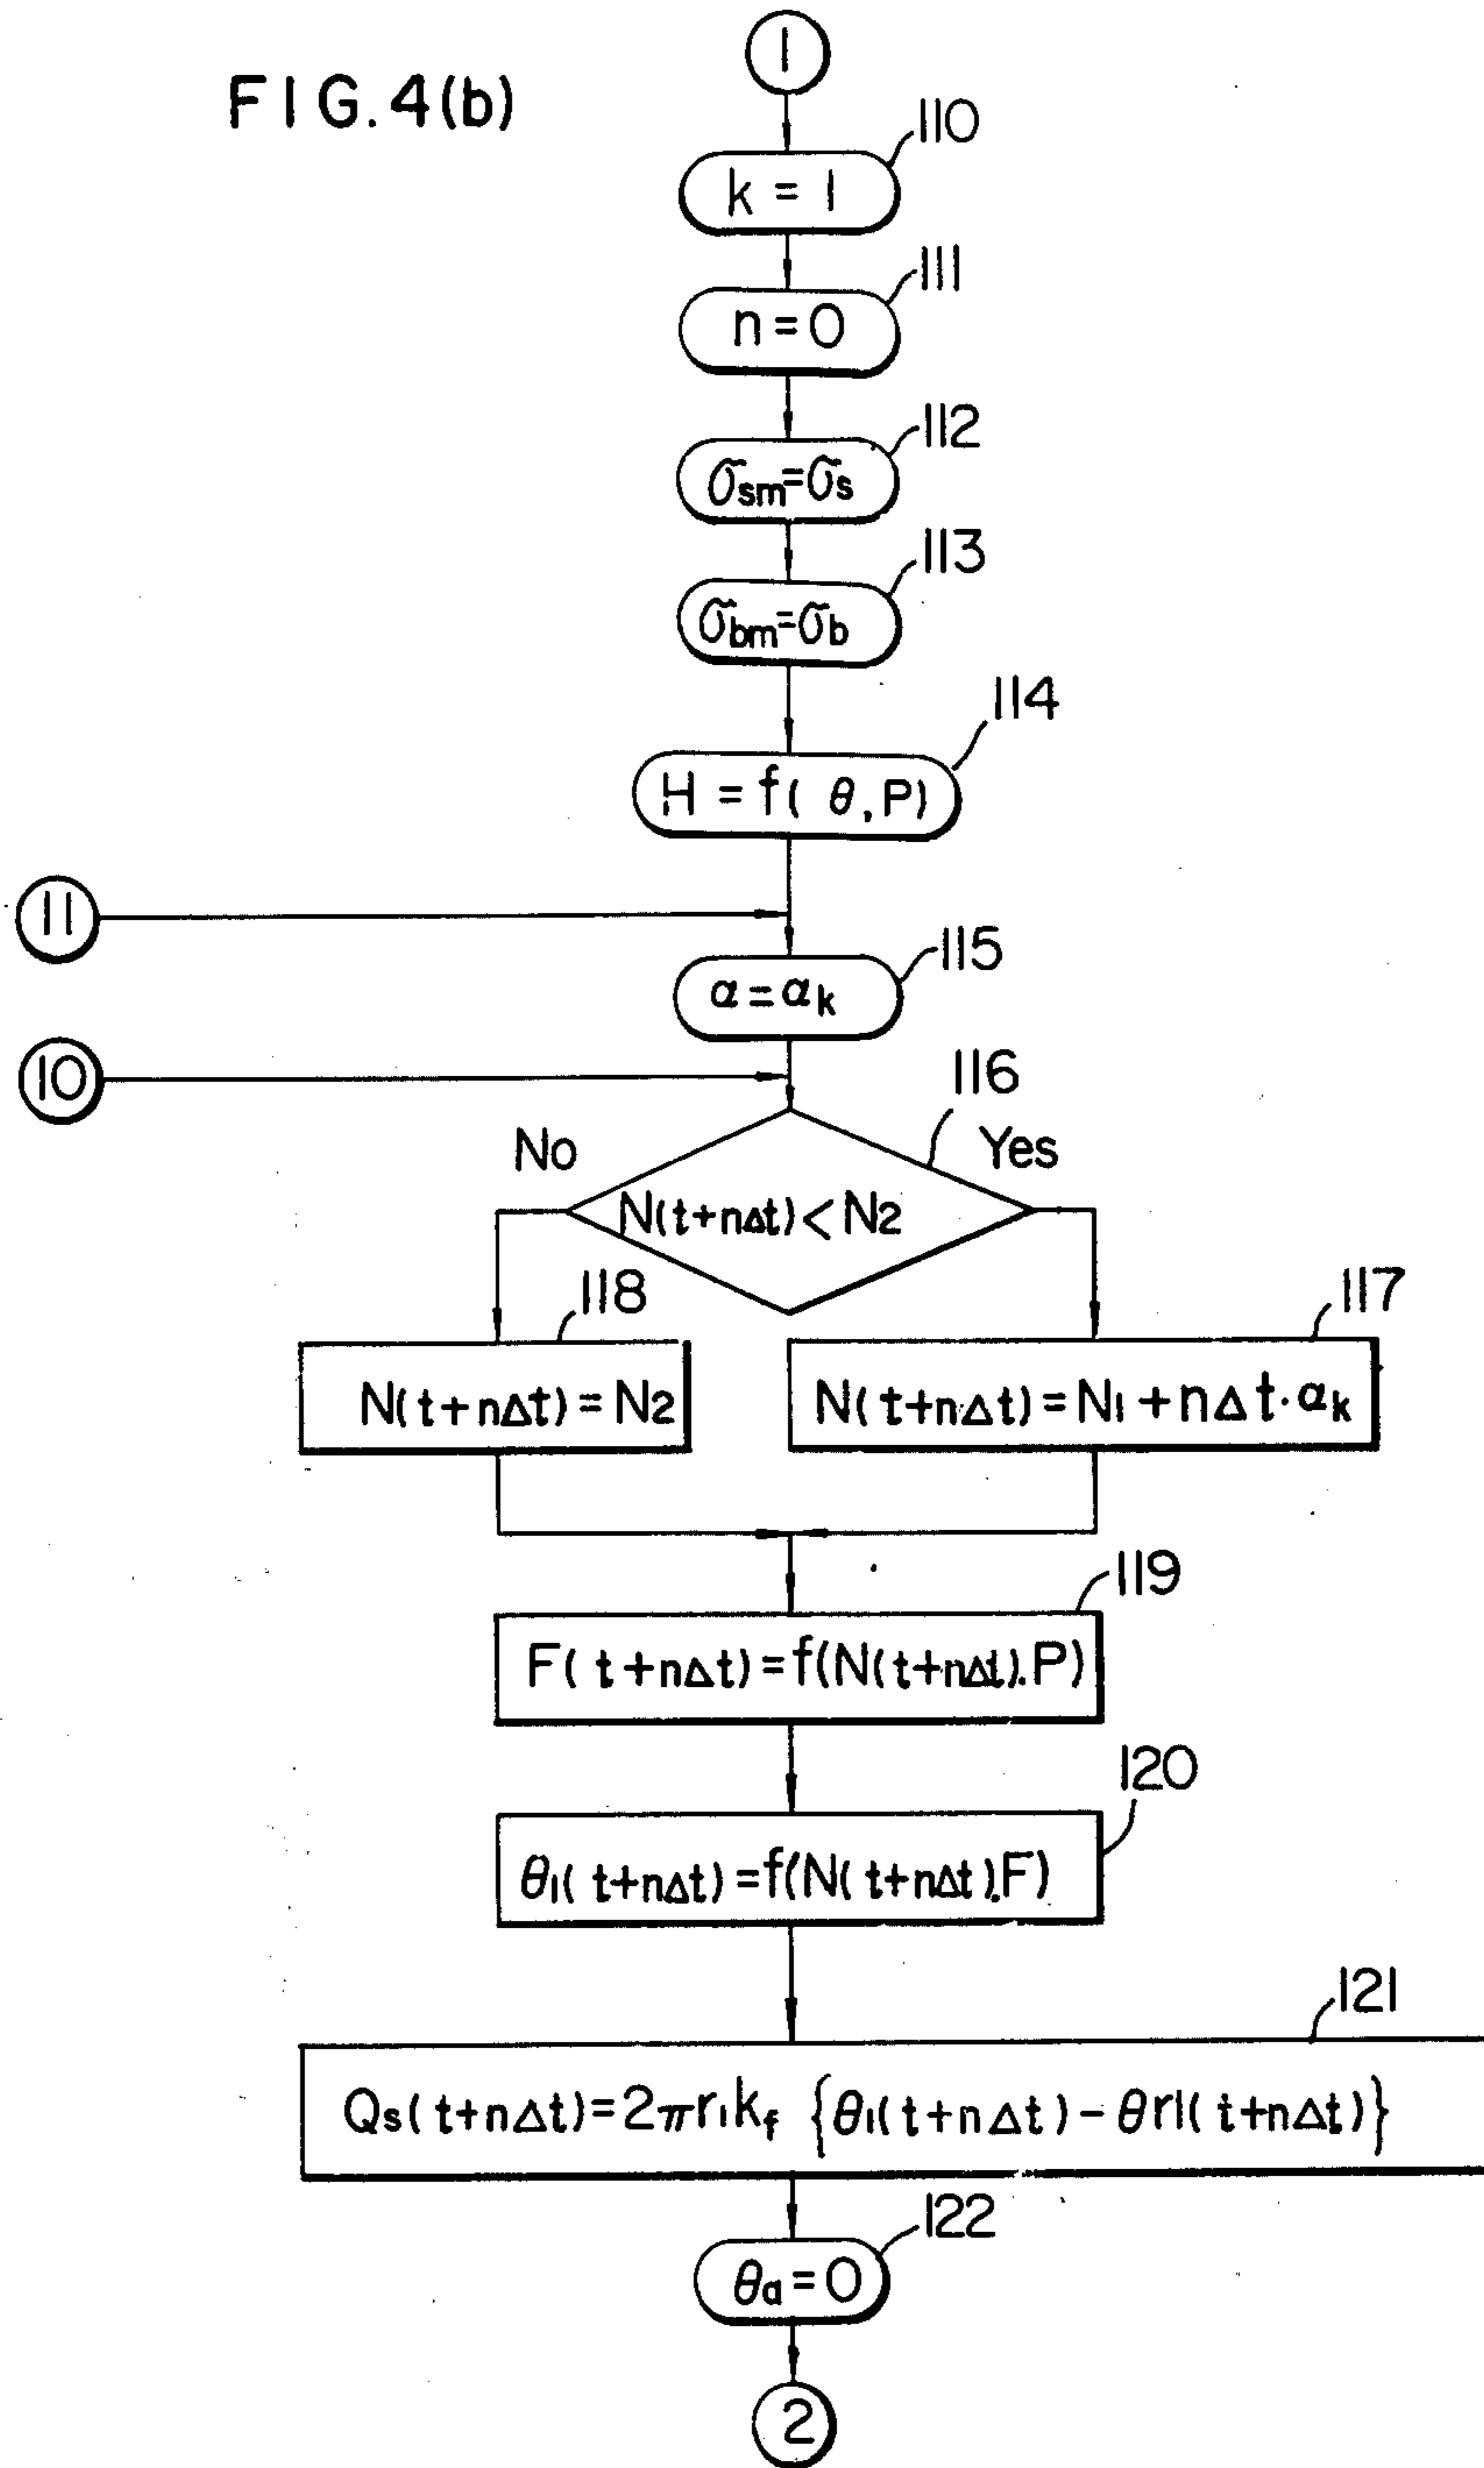 FIG. 4(b)
1
110
k = 1
111
n = 0
112
σsm = σs
113
σbm = σb
114
H = f( θ, P)
11
115
α = αk
10
116
No
Yes
N(t+nΔt) < N2
118
117
N(t+nΔt) = N2
N(t+nΔt) = N1 + nΔt·αk
119
F(t+nΔt) = f(N(t+nΔt).P)
120
θ1(t+nΔt) = f(N(t+nΔt).F)
121
Qs(t+nΔt) = 2πr1kf {θ1(t+nΔt) - θr1(t+nΔt)}
122
θa = 0
2